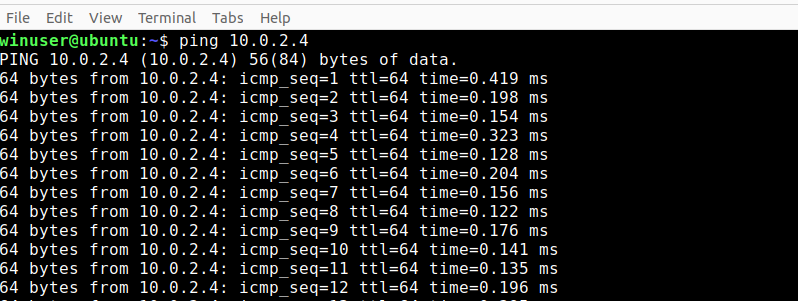 File Edit View Terminal Tabs Help
winuser@ubuntu:~$ ping 10.0.2.4
PING 10.0.2.4 (10.0.2.4) 56(84) bytes of data.
64 bytes from 10.0.2.4: icmp_seq=1 ttl=64 time=0.419 ms
64 bytes from 10.0.2.4: icmp_seq=2 ttl=64 time=0.198 ms
64 bytes from 10.0.2.4: icmp_seq=3 ttl=64 time=0.154 ms
64 bytes from 10.0.2.4: icmp_seq=4 ttl=64 time=0.323 ms
64 bytes from 10.0.2.4: icmp_seq=5 ttl=64 time=0.128 ms
64 bytes from 10.0.2.4: icmp_seq=6 ttl=64 time=0.204 ms
64 bytes from 10.0.2.4: icmp_seq=7 ttl=64 time=0.156 ms
64 bytes from 10.0.2.4: icmp_seq=8 ttl=64 time=0.122 ms
64 bytes from 10.0.2.4: icmp_seq=9 ttl=64 time=0.176 ms
64 bytes from 10.0.2.4: icmp_seq=10 ttl=64 time=0.141 ms
64 bytes from 10.0.2.4: icmp_seq=11 ttl=64 time=0.135 ms
64 bytes from 10.0.2.4: icmp_seq=12 ttl=64 time=0.196 ms